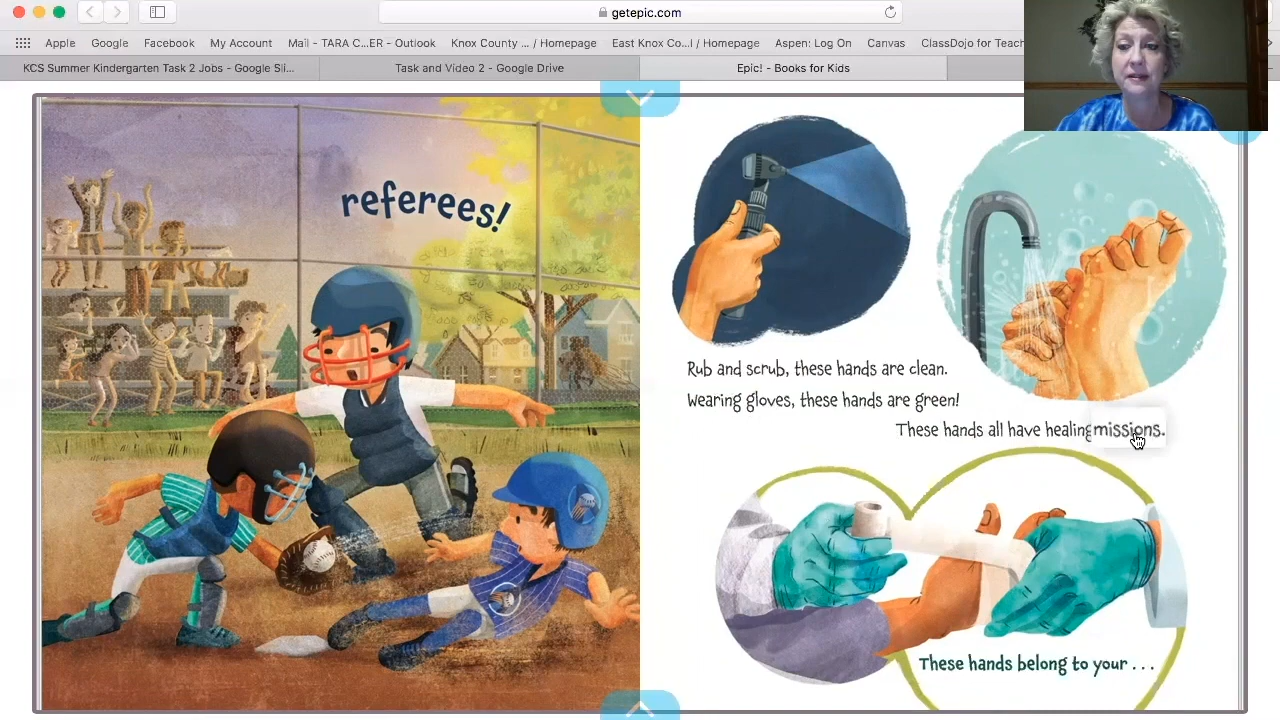 getepic.com
Apple Google Facebook My Account Mail - TARA C...ER - Outlook Knox County ... / Homepage East Knox Co...l / Homepage Aspen: Log On Canvas ClassDojo for Teach
KCS Summer Kindergarten Task 2 Jobs - Google Sli... Task and Video 2 - Google Drive Epic! - Books for Kids
referees!
Rub and scrub, these hands are clean.
Wearing gloves, these hands are green!
These hands all have healing missions.
These hands belong to your . . .